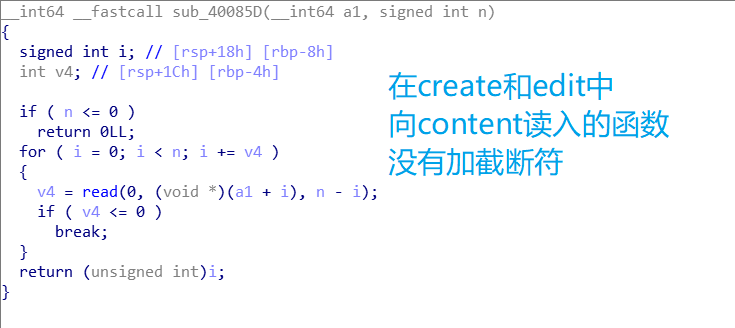 __int64 __fastcall sub_40085D(__int64 a1, signed int n)
{
signed int i; // [rsp+18h] [rbp-8h]
int v4; // [rsp+1Ch] [rbp-4h]
if ( n <= 0 )
return 0LL;
for ( i = 0; i < n; i += v4 )
{
v4 = read(0, (void *)(a1 + i), n - i);
if ( v4 <= 0 )
break;
}
return (unsigned int)i;
}
在create和edit中
向content读入的函数
没有加截断符